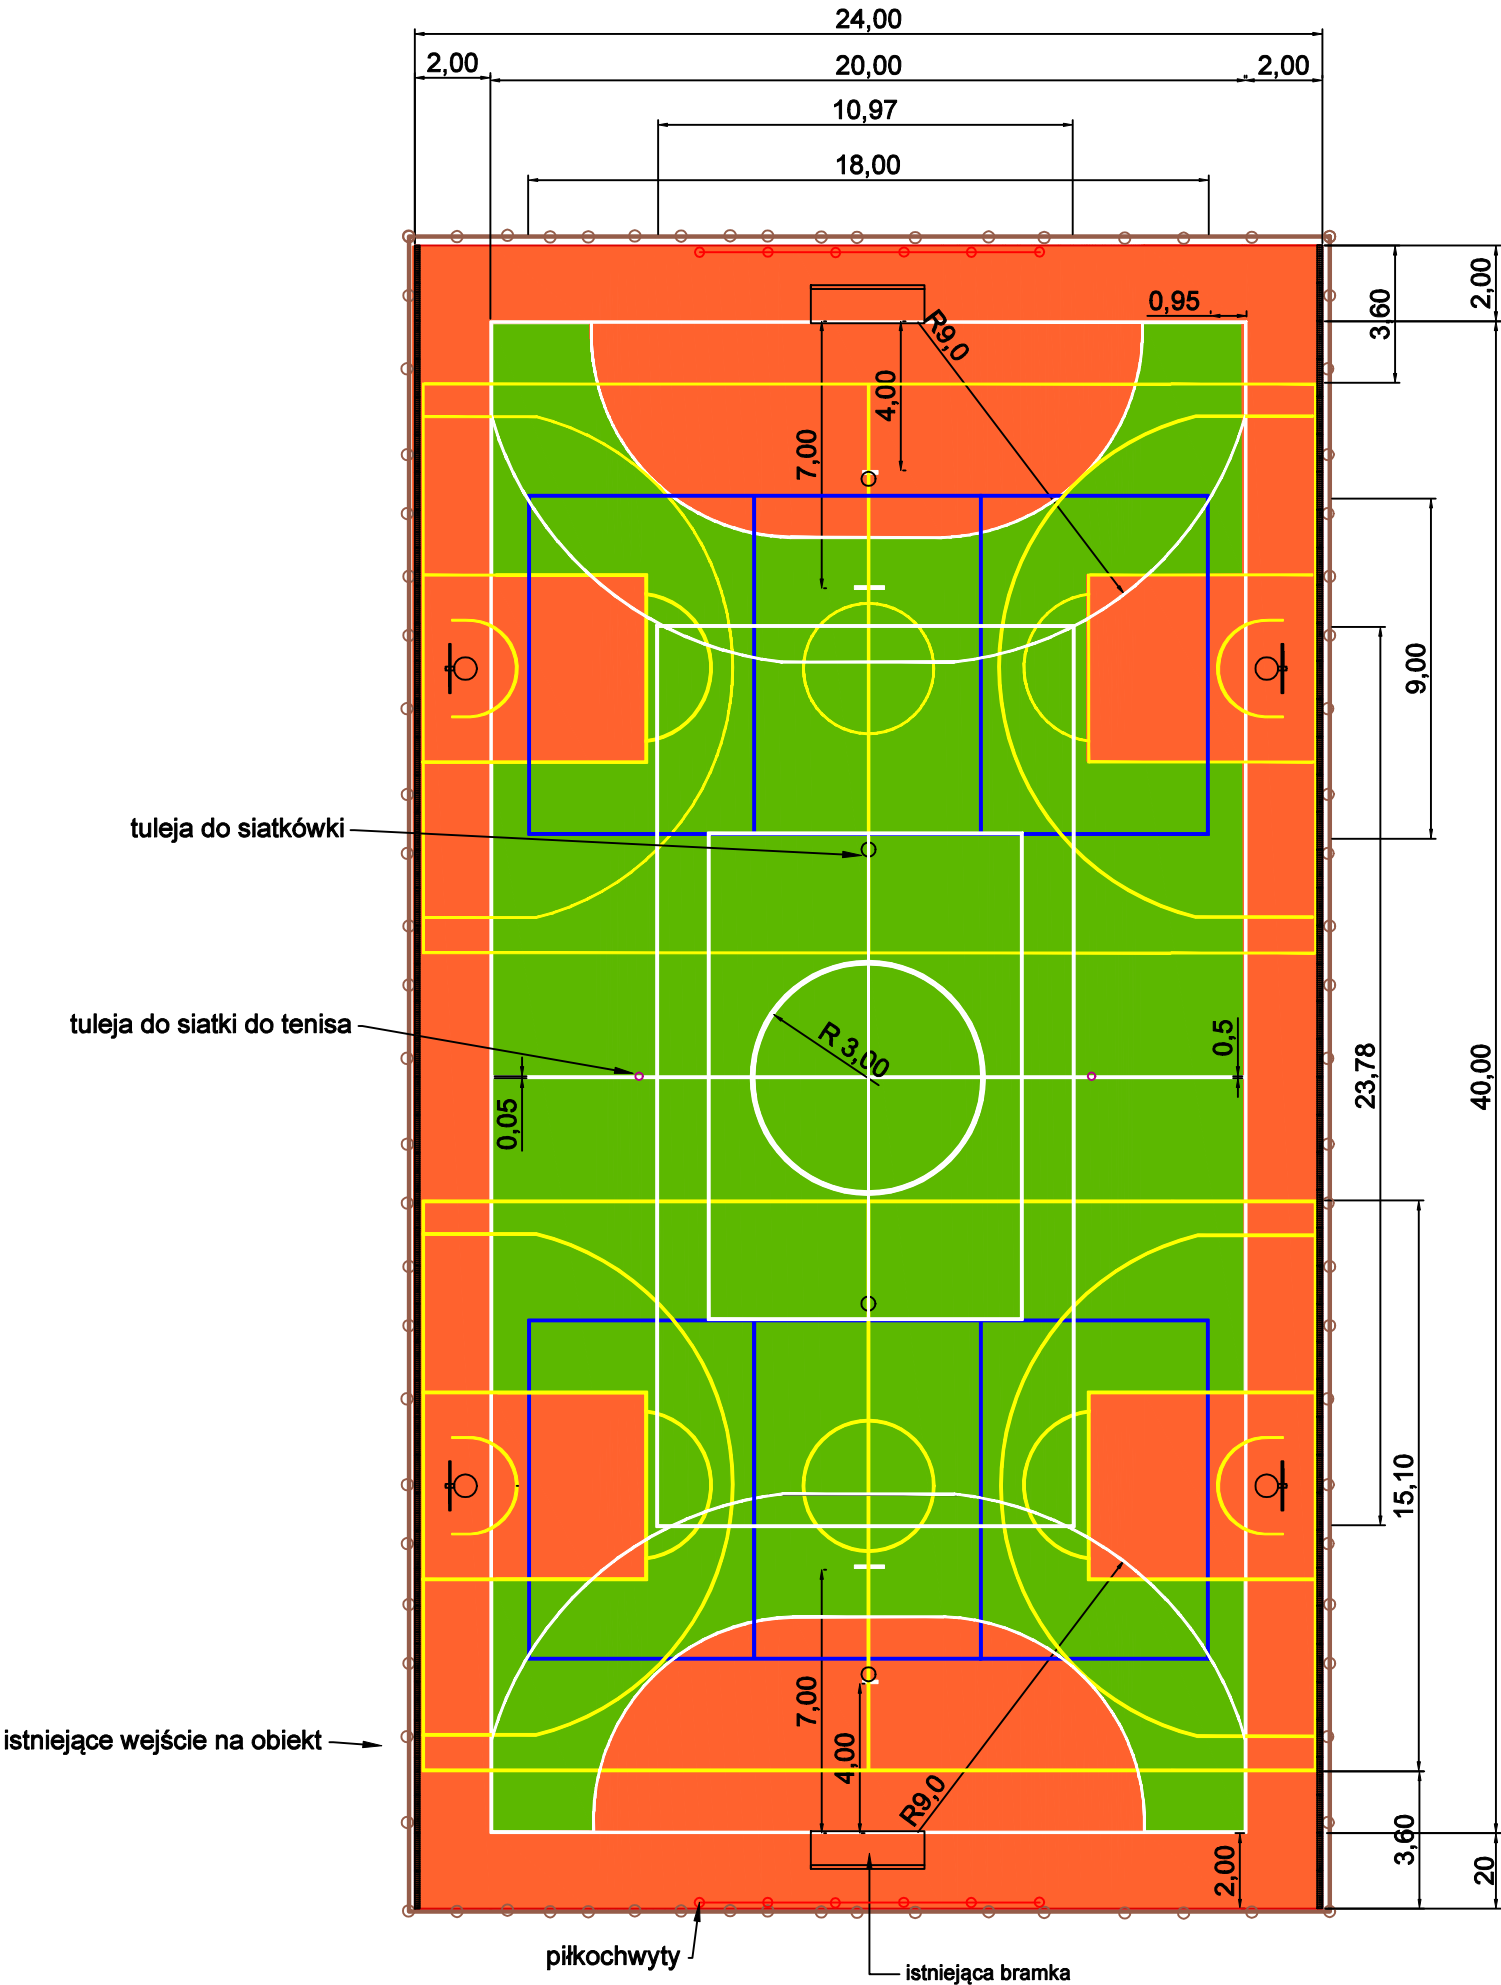 24,00
2,00
20,00
2,00
10,97
18,00
2,00
3,60
0,95
R9,0
4,00
7,00
9,00
tuleja do siatkówki
tuleja do siatki do tenisa
R 3,00
0,5
0,05
23,78
40,00
15,10
istniejące wejście na obiekt
7,00
4,00
R9,0
3,60
2,00
20
piłkochwyty
istniejąca bramka